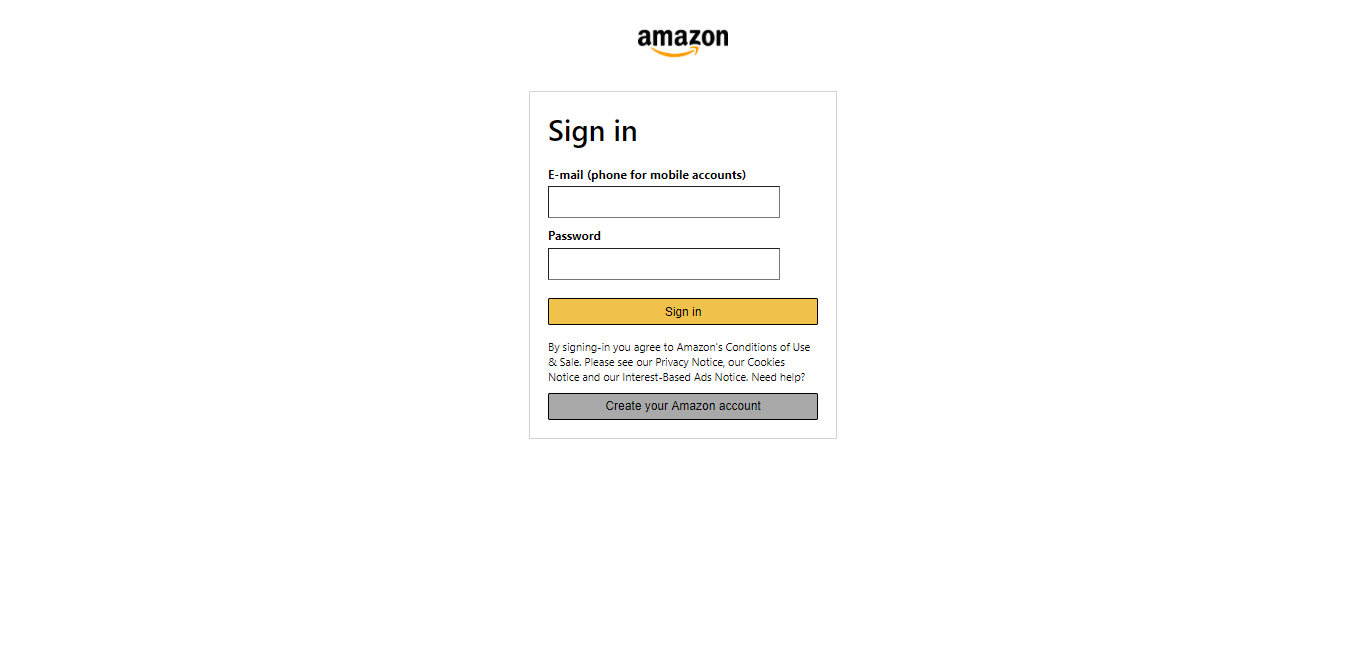 amazon
Sign in
E-mail (phone for mobile accounts)
Password
Sign in
By signing-in you agree to Amazon's Conditions of Use
& Sale. Please see our Privacy Notice, our Cookies
Notice and our Interest-Based Ads Notice. Need help?
Create your Amazon account